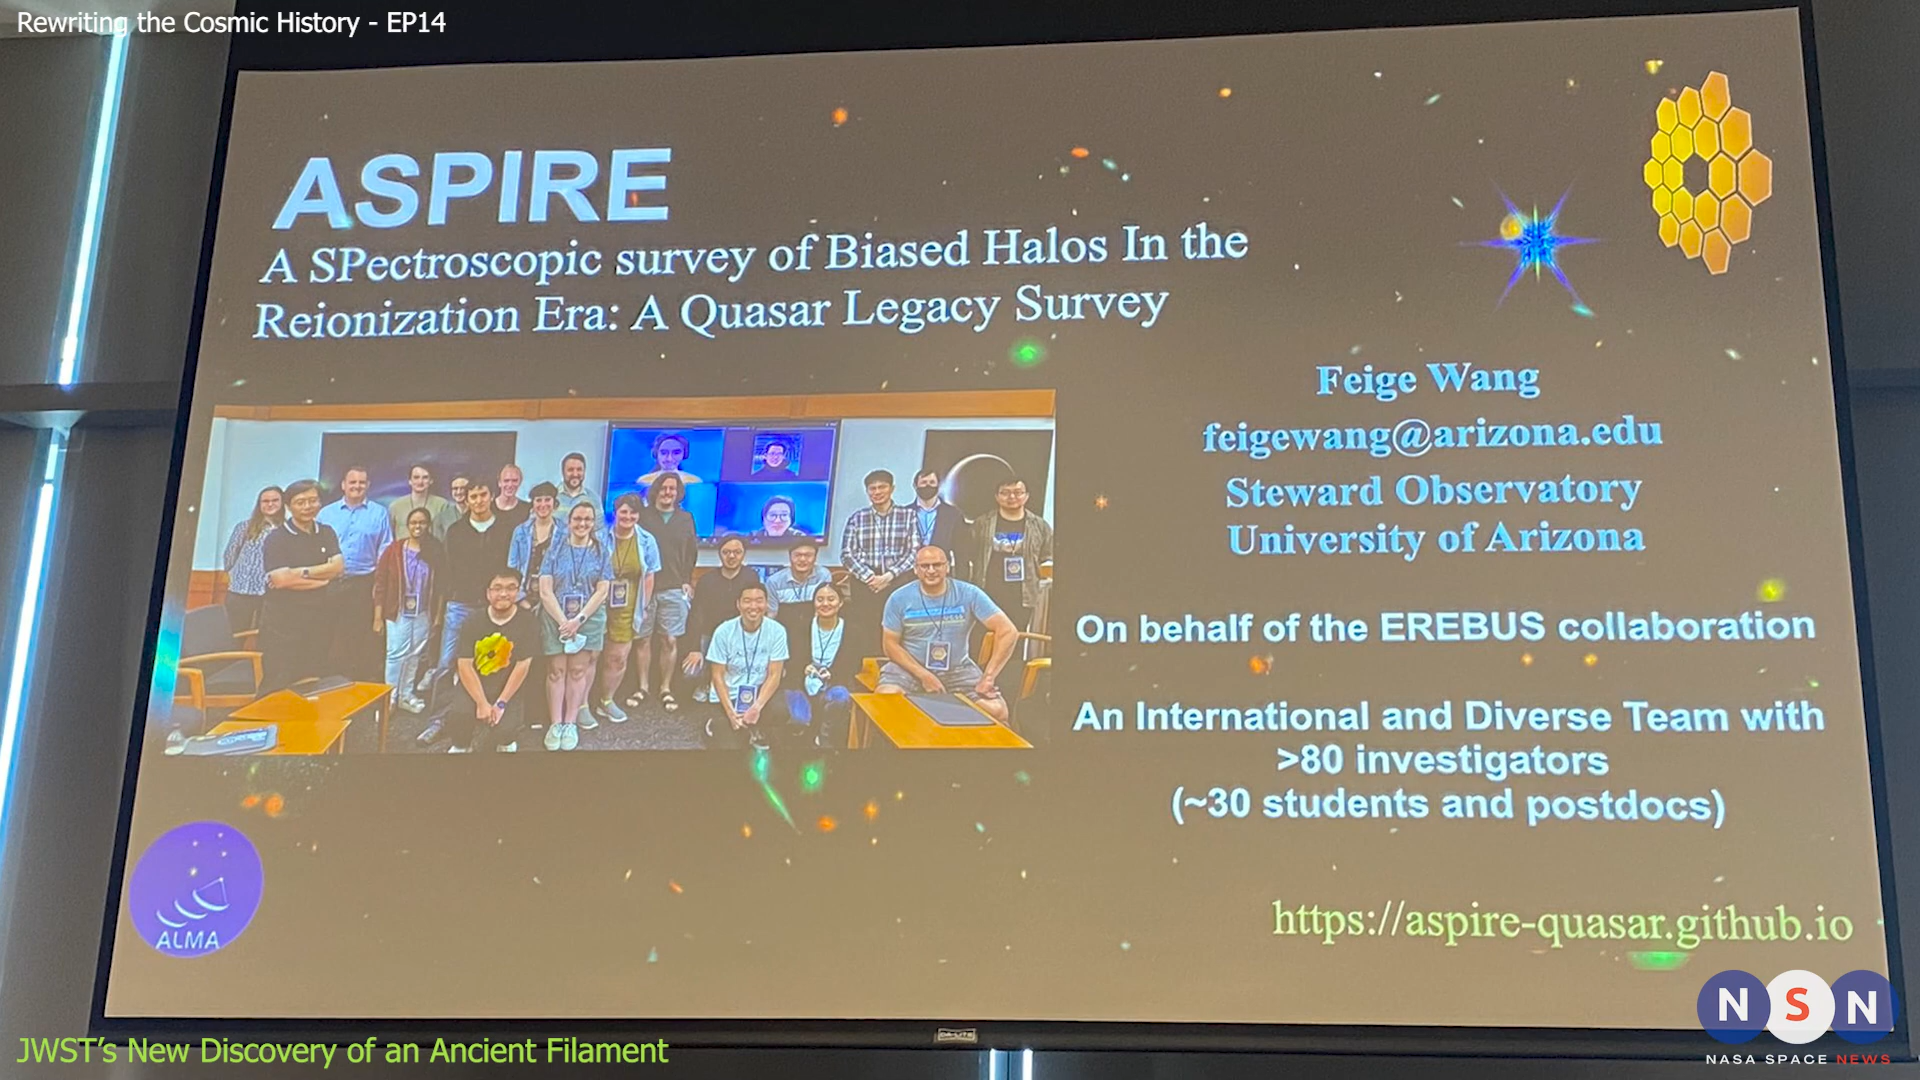 Rewriting the Cosmic History - EP14
ASPIRE
A SPectroscopic survey of Biased Halos In the
Reionization Era: A Quasar Legacy Survey
Feige Wang
feigewang@arizona.edu
Steward Observatory
University of Arizona
On behalf of the EREBUS collaboration
An International and Diverse Team with
>80 investigators
(~30 students and postdocs)
https://aspire-quasar.github.io
ALMA
DA-LITE
JWST’s New Discovery of an Ancient Filament
NSN
NASA SPACE NEWS